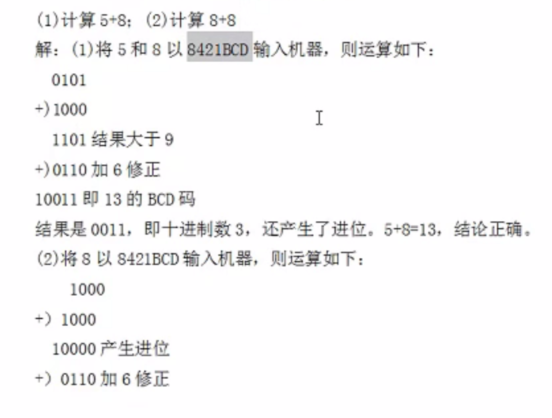 (1)计算 5+8；(2)计算 8+8
解：(1)将 5 和 8 以 8421BCD 输入机器，则运算如下：
0101
+)1000
1101 结果大于 9
+)0110 加 6 修正
10011 即 13 的 BCD 码
结果是 0011，即十进制数 3，还产生了进位。5+8=13，结论正确。
(2)将 8 以 8421BCD 输入机器，则运算如下：
1000
+）1000
10000 产生进位
+）0110 加 6 修正